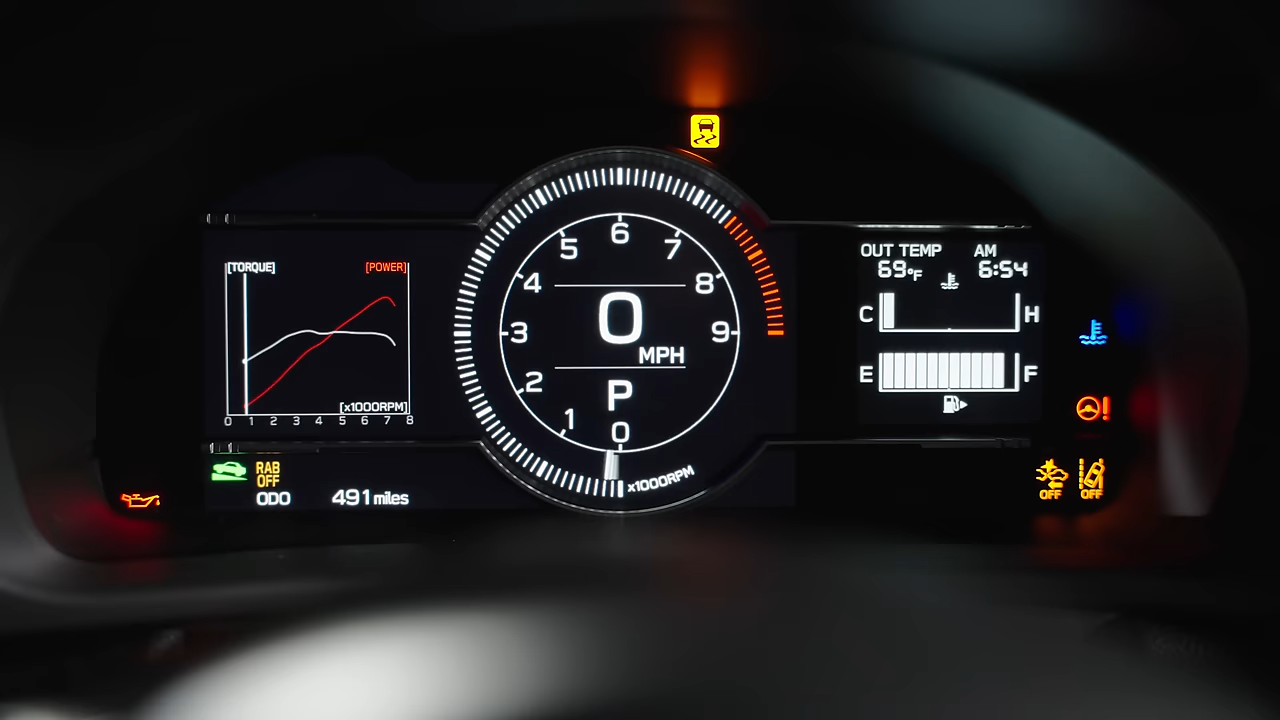 [TORQUE] [POWER]
[x1000RPM]
0 1 2 3 4 5 6 7 8
RAB
OFF
ODO 491 miles
0 1 2 3 4 5 6 7 8 9
0
MPH
P
x1000RPM
OUT TEMP AM
69°F 6:54
C H
E F
!
OFF OFF